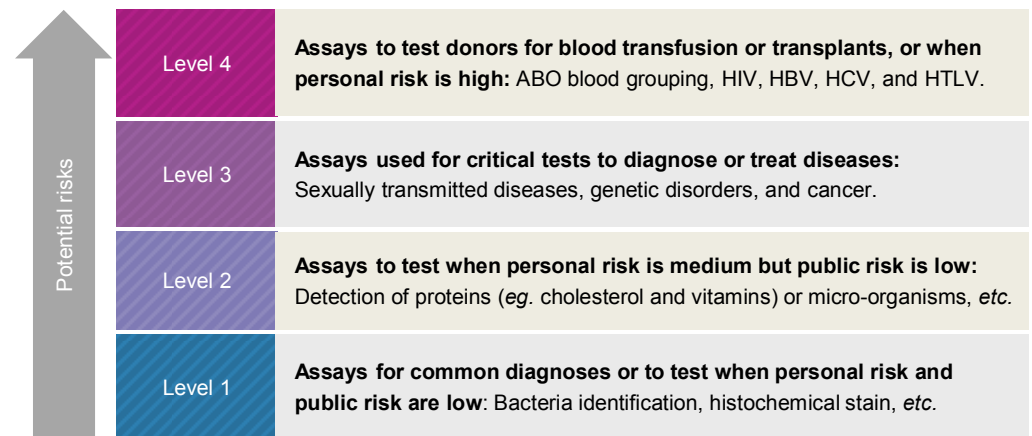 Potential risks
Level 4
Assays to test donors for blood transfusion or transplants, or when
personal risk is high: ABO blood grouping, HIV, HBV, HCV, and HTLV.
Level 3
Assays used for critical tests to diagnose or treat diseases:
Sexually transmitted diseases, genetic disorders, and cancer.
Level 2
Assays to test when personal risk is medium but public risk is low:
Detection of proteins (eg. cholesterol and vitamins) or micro-organisms, etc.
Level 1
Assays for common diagnoses or to test when personal risk and
public risk are low: Bacteria identification, histochemical stain, etc.